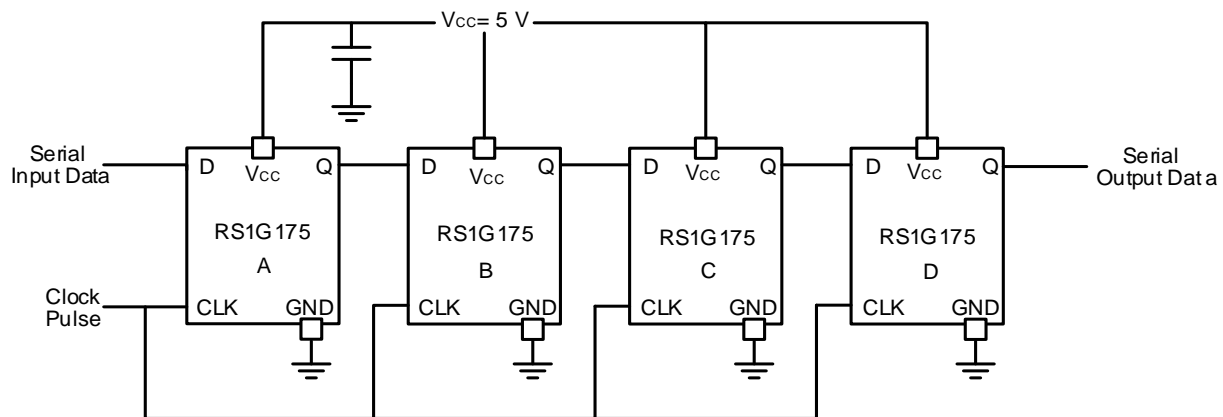 Vcc= 5 V
Serial
Input Data
D
Vcc
Q
D
Vcc
Q
D
Vcc
Q
D
Vcc
Q
Serial
Output Data
RS1G175
A
RS1G175
B
RS1G175
C
RS1G175
D
Clock
Pulse
CLK
GND
CLK
GND
CLK
GND
CLK
GND